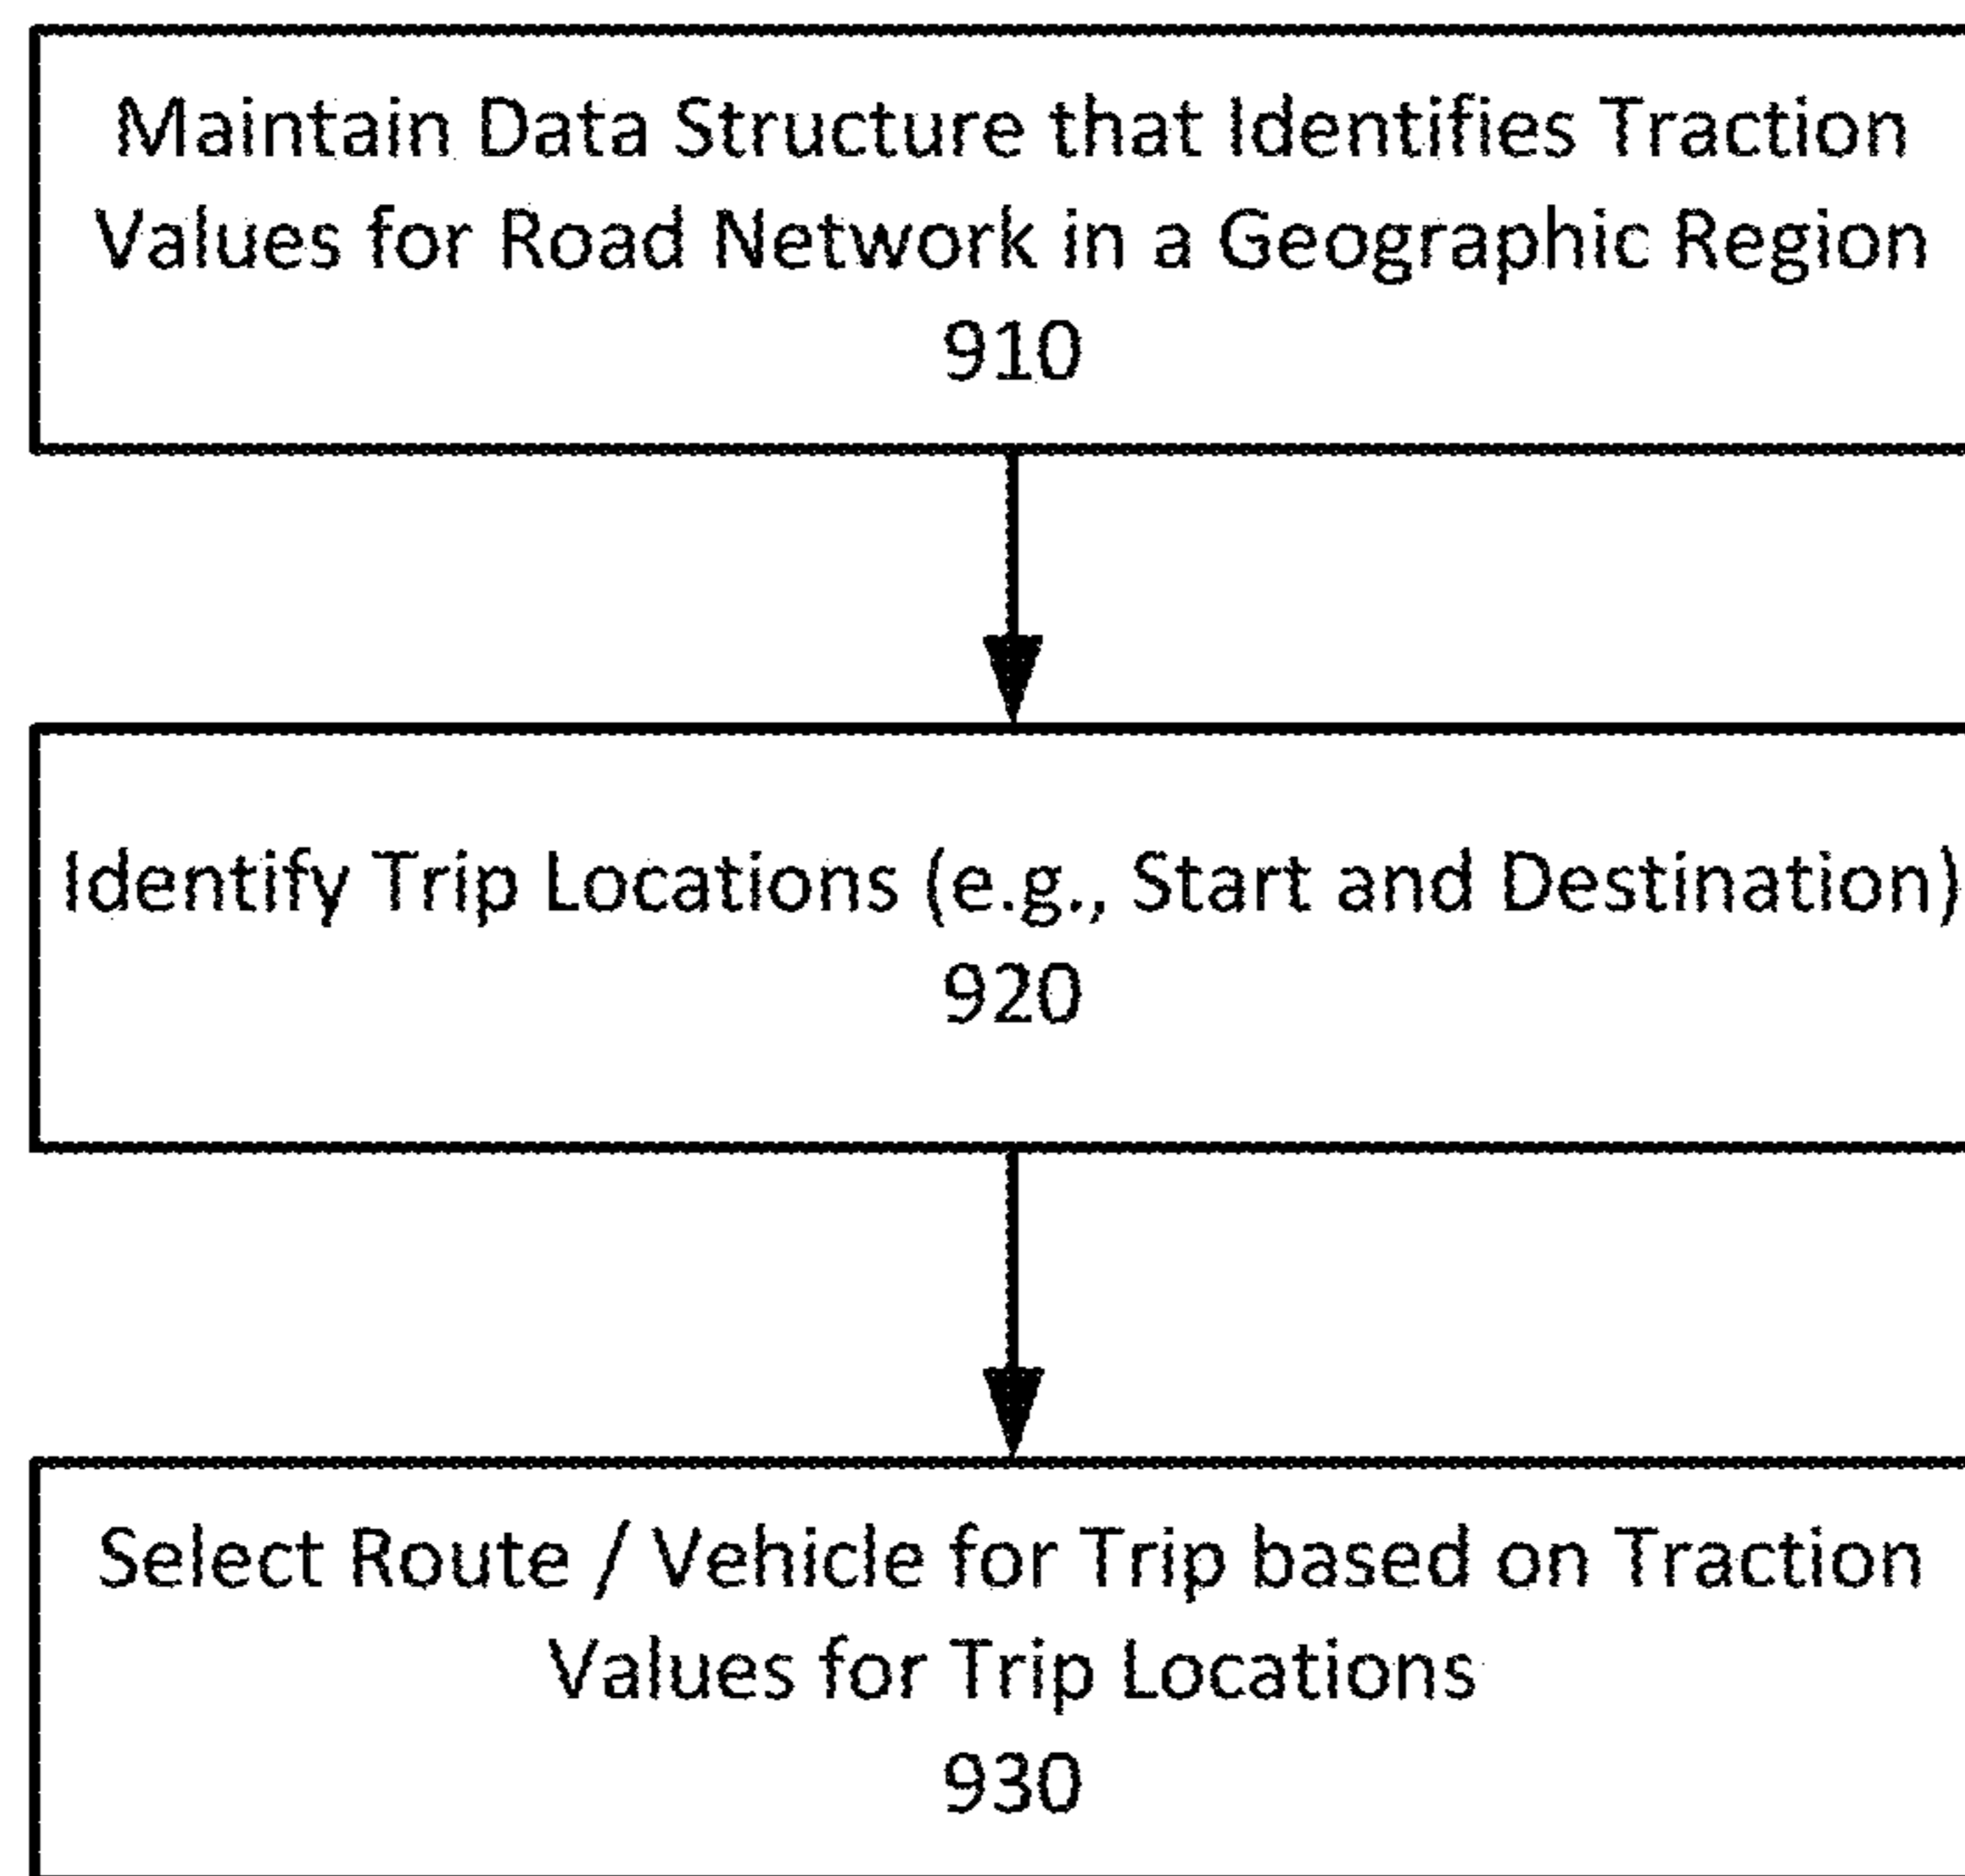 Maintain Data Structure that Identifies Traction
Values for Road Network in a Geographic Region
910
Identify Trip Locations (e.g., Start and Destination)
920
Select Route / Vehicle for Trip based on Traction
Values for Trip Locations
930